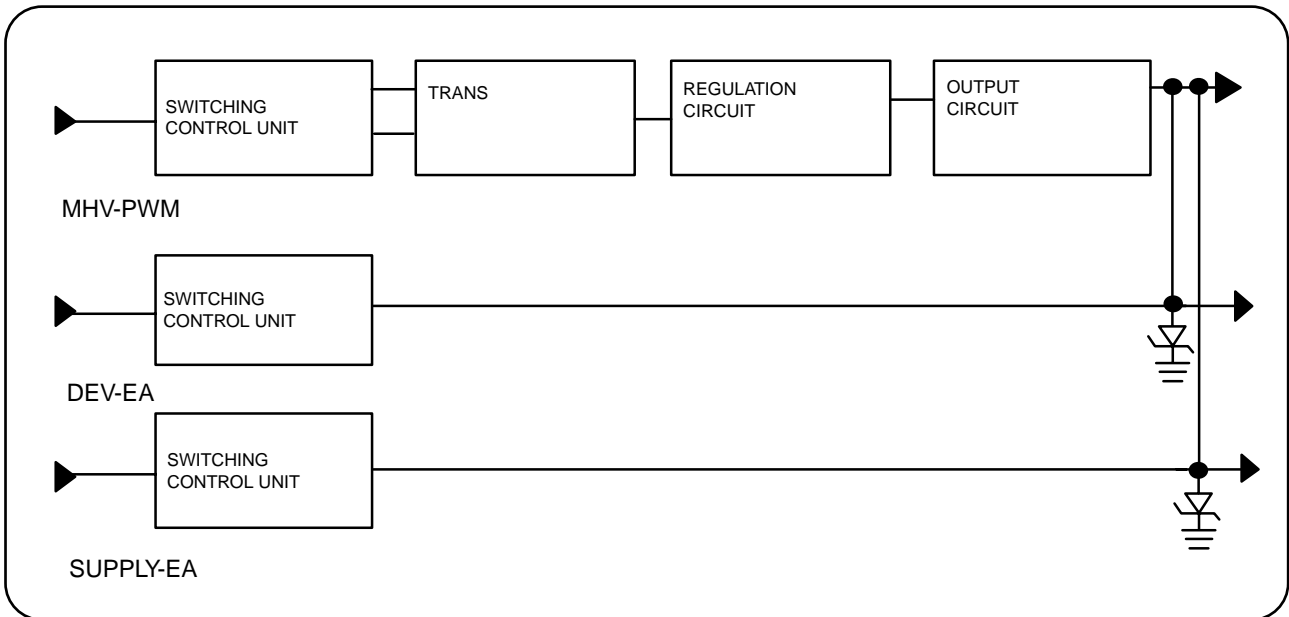 SWITCHING
CONTROL UNIT
TRANS
REGULATION
CIRCUIT
OUTPUT
CIRCUIT
MHV-PWM
SWITCHING
CONTROL UNIT
DEV-EA
SWITCHING
CONTROL UNIT
SUPPLY-EA